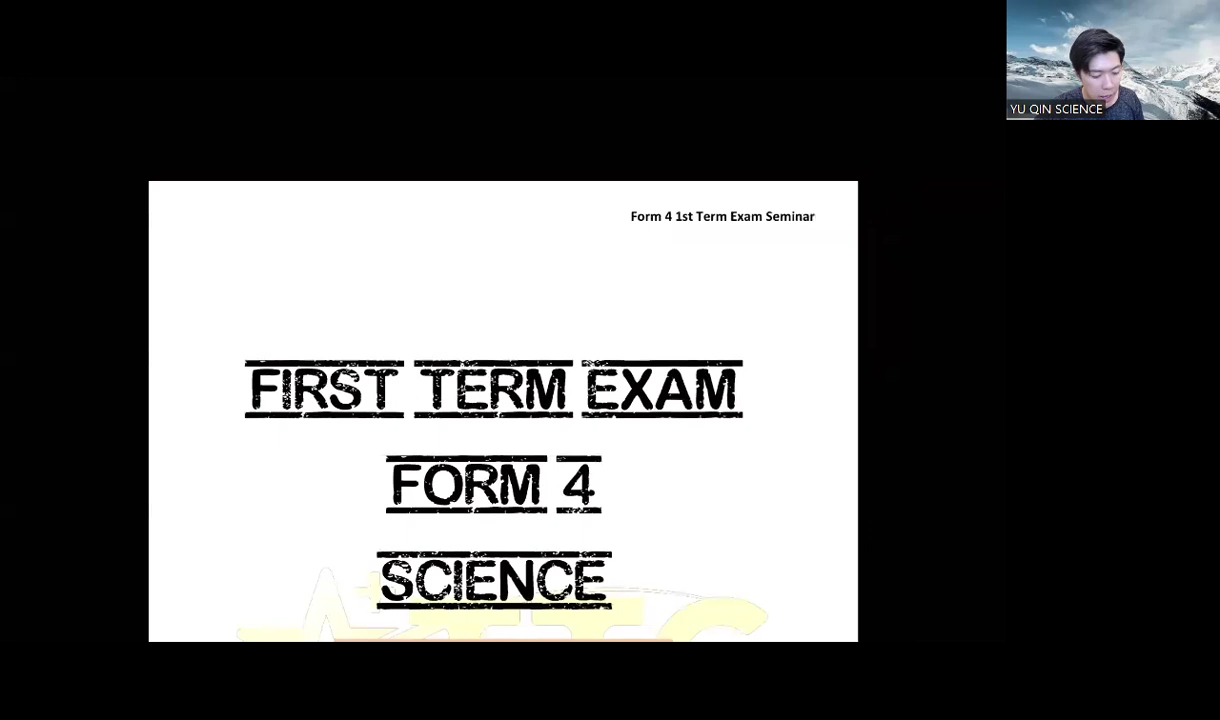 YU QIN SCIENCE
Form 4 1st Term Exam Seminar
FIRST TERM EXAM
FORM 4
SCIENCE